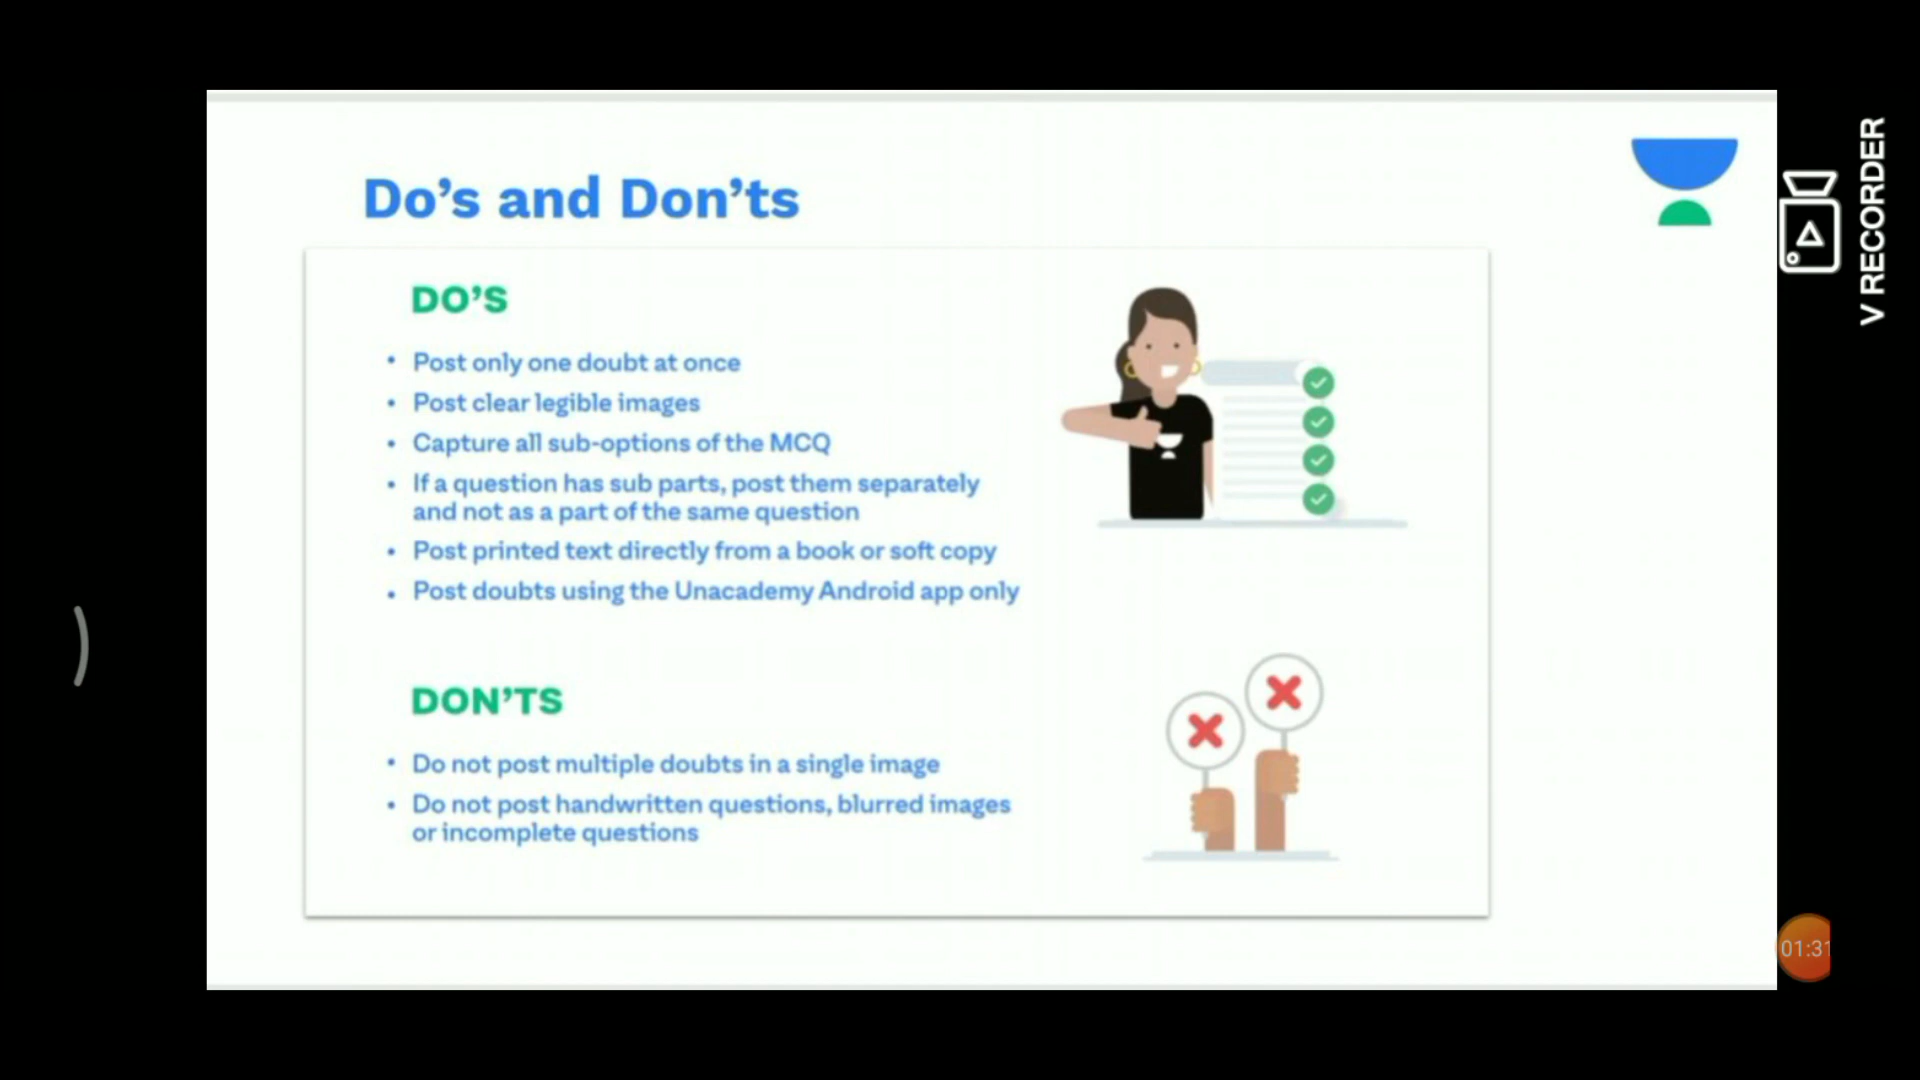 Do’s and Don’ts
DO’S
• Post only one doubt at once
• Post clear legible images
• Capture all sub-options of the MCQ
• If a question has sub parts, post them separately
and not as a part of the same question
• Post printed text directly from a book or soft copy
• Post doubts using the Unacademy Android app only
DON’TS
• Do not post multiple doubts in a single image
• Do not post handwritten questions, blurred images
or incomplete questions
V RECORDER
01:31